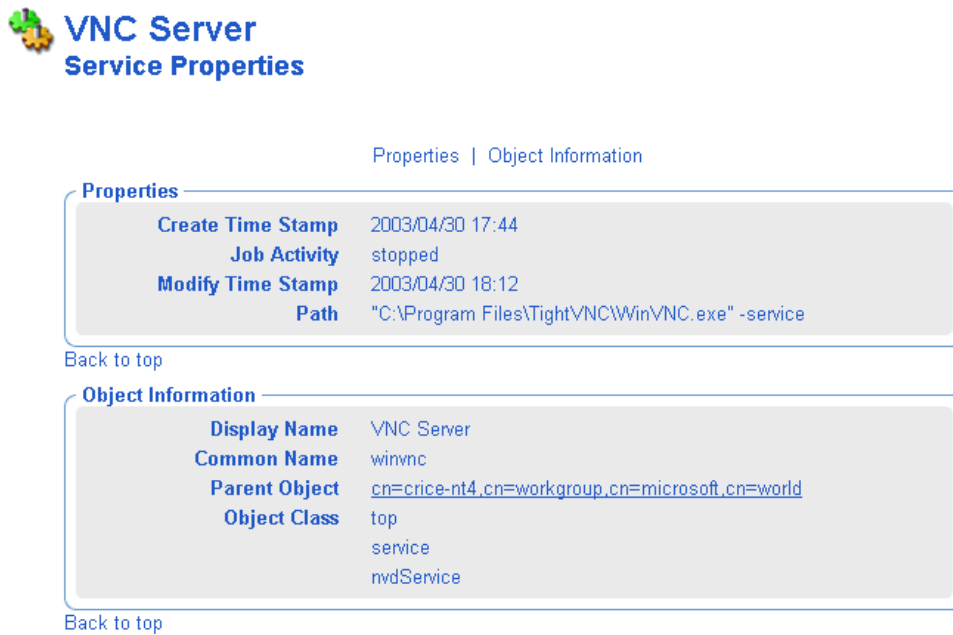 VNC Server
Service Properties
Properties | Object Information
Properties
Create Time Stamp 2003/04/30 17:44
Job Activity stopped
Modify Time Stamp 2003/04/30 18:12
Path "C:\Program Files\TightVNC\WinVNC.exe" -service
Back to top
Object Information
Display Name VNC Server
Common Name winvnc
Parent Object cn=crice-nt4,cn=workgroup,cn=microsoft,cn=world
Object Class top
service
nvdService
Back to top